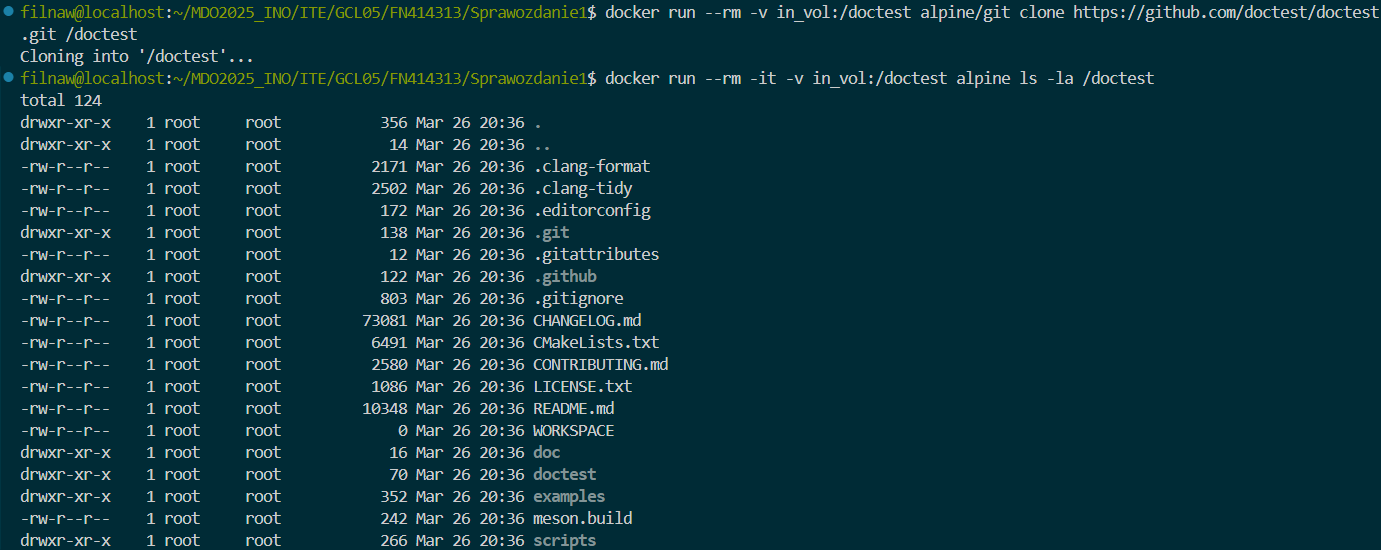 filnaw@localhost:~/MDO2025_INO/ITE/GCL05/FN414313/Sprawozdanie1$ docker run --rm -v in_vol:/doctest alpine/git clone https://github.com/doctest/doctest
.git /doctest
Cloning into '/doctest'...
filnaw@localhost:~/MDO2025_INO/ITE/GCL05/FN414313/Sprawozdanie1$ docker run --rm -it -v in_vol:/doctest alpine ls -la /doctest
total 124
drwxr-xr-x    1 root     root           356 Mar 26 20:36 .
drwxr-xr-x    1 root     root            14 Mar 26 20:36 ..
-rw-r--r--    1 root     root          2171 Mar 26 20:36 .clang-format
-rw-r--r--    1 root     root          2502 Mar 26 20:36 .clang-tidy
-rw-r--r--    1 root     root           172 Mar 26 20:36 .editorconfig
drwxr-xr-x    1 root     root           138 Mar 26 20:36 .git
-rw-r--r--    1 root     root            12 Mar 26 20:36 .gitattributes
drwxr-xr-x    1 root     root           122 Mar 26 20:36 .github
-rw-r--r--    1 root     root           803 Mar 26 20:36 .gitignore
-rw-r--r--    1 root     root         73081 Mar 26 20:36 CHANGELOG.md
-rw-r--r--    1 root     root          6491 Mar 26 20:36 CMakeLists.txt
-rw-r--r--    1 root     root          2580 Mar 26 20:36 CONTRIBUTING.md
-rw-r--r--    1 root     root          1086 Mar 26 20:36 LICENSE.txt
-rw-r--r--    1 root     root         10348 Mar 26 20:36 README.md
-rw-r--r--    1 root     root             0 Mar 26 20:36 WORKSPACE
drwxr-xr-x    1 root     root            16 Mar 26 20:36 doc
drwxr-xr-x    1 root     root            70 Mar 26 20:36 doctest
drwxr-xr-x    1 root     root           352 Mar 26 20:36 examples
-rw-r--r--    1 root     root           242 Mar 26 20:36 meson.build
drwxr-xr-x    1 root     root           266 Mar 26 20:36 scripts